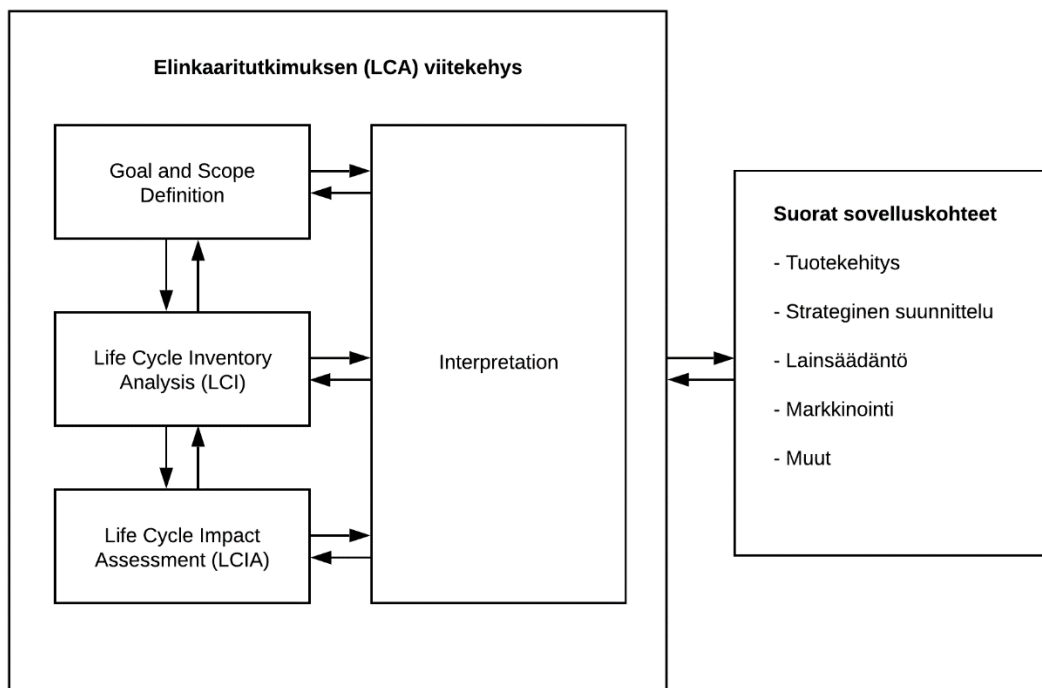 Elinkaaritutkimuksen (LCA) viitekehys
Goal and Scope
Definition
Life Cycle Inventory
Analysis (LCI)
Life Cycle Impact
Assessment (LCIA)
Interpretation
Suorat sovelluskohteet
- Tuotekehitys
- Strateginen suunnittelu
- Lainsäädäntö
- Markkinointi
- Muut